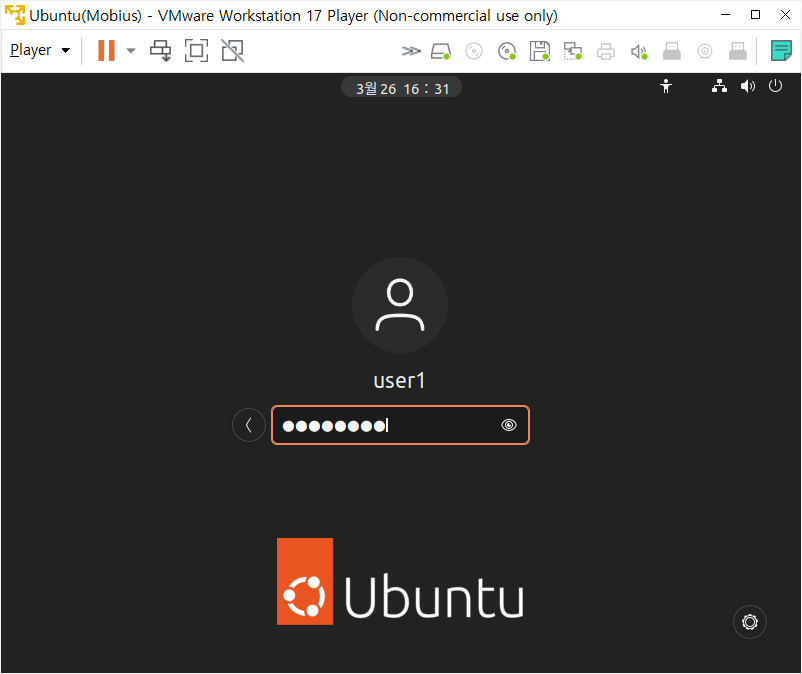 Ubuntu(Mobius) - VMware Workstation 17 Player (Non-commercial use only)
Player
3월 26 16 : 31
user1
Ubuntu